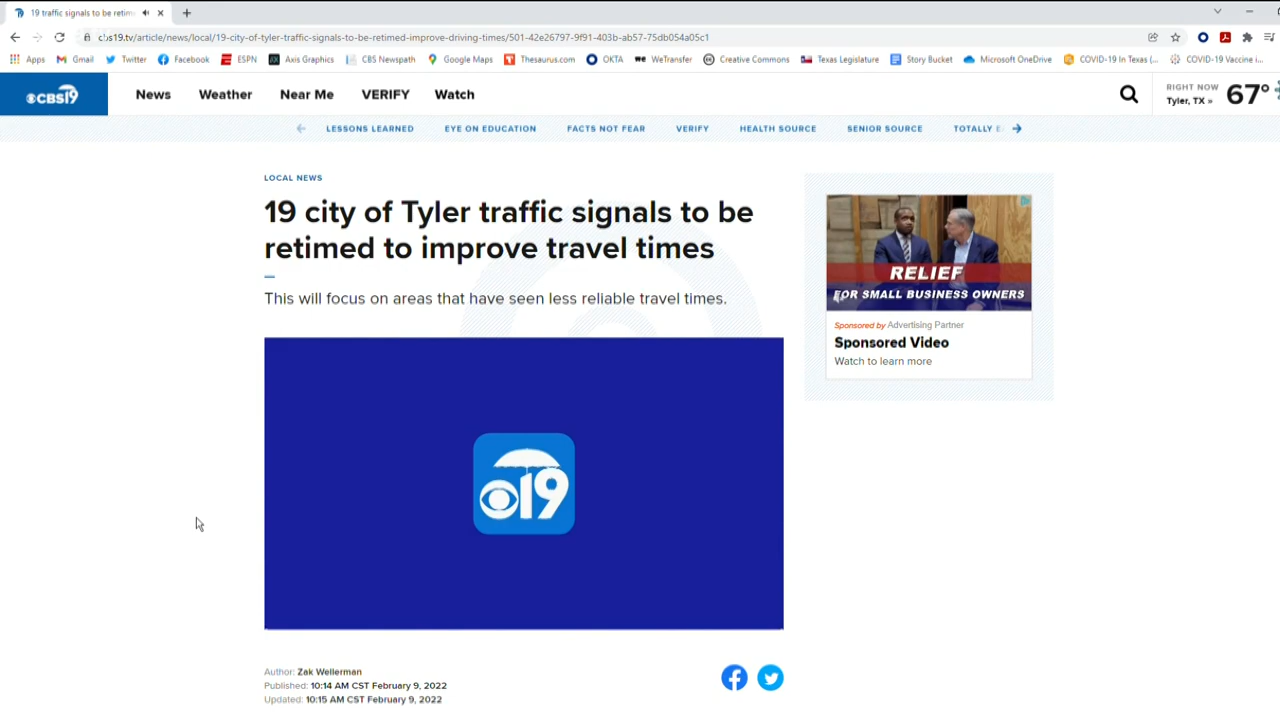 19 traffic signals to be retim
cbs19.tv/article/news/local/19-city-of-tyler-traffic-signals-to-be-retimed-improve-driving-times/501-42e26797-9f91-403b-ab57-75db054a05c1
Apps Gmail Twitter Facebook ESPN Axis Graphics CBS Newspath Google Maps Thesaurus.com OKTA WeTransfer Creative Commons Texas Legislature Story Bucket Microsoft OneDrive COVID-19 In Texas (... COVID-19 Vaccine i...
CBS19 News Weather Near Me VERIFY Watch RIGHT NOW 67°
Tyler, TX »
LESSONS LEARNED EYE ON EDUCATION FACTS NOT FEAR VERIFY HEALTH SOURCE SENIOR SOURCE TOTALLY E
LOCAL NEWS
19 city of Tyler traffic signals to be
retimed to improve travel times
This will focus on areas that have seen less reliable travel times.
RELIEF
FOR SMALL BUSINESS OWNERS
Sponsored by Advertising Partner
Sponsored Video
Watch to learn more
19
Author: Zak Wellerman
Published: 10:14 AM CST February 9, 2022
Updated: 10:15 AM CST February 9, 2022